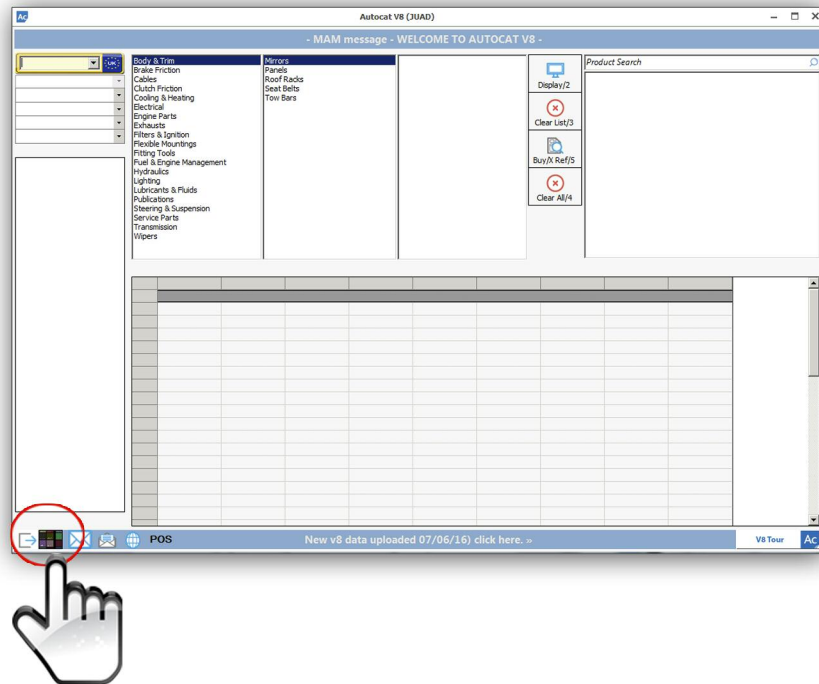 Ac
Autocat V8 (JUAD)
- MAM message - WELCOME TO AUTOCAT V8 -
UK
Body & Trim
Brake Friction
Cables
Clutch Friction
Cooling & Heating
Electrical
Engine Parts
Exhausts
Filters & Ignition
Flexible Mountings
Fitting Tools
Fuel & Engine Management
Hydraulics
Lighting
Lubricants & Fluids
Publications
Steering & Suspension
Service Parts
Transmission
Wipers
Mirrors
Panels
Roof Racks
Seat Belts
Tow Bars
Display/2
Clear List/3
Buy/X Ref/5
Clear All/4
Product Search
POS
New v8 data uploaded 07/06/16) click here. »
V8 Tour
Ac